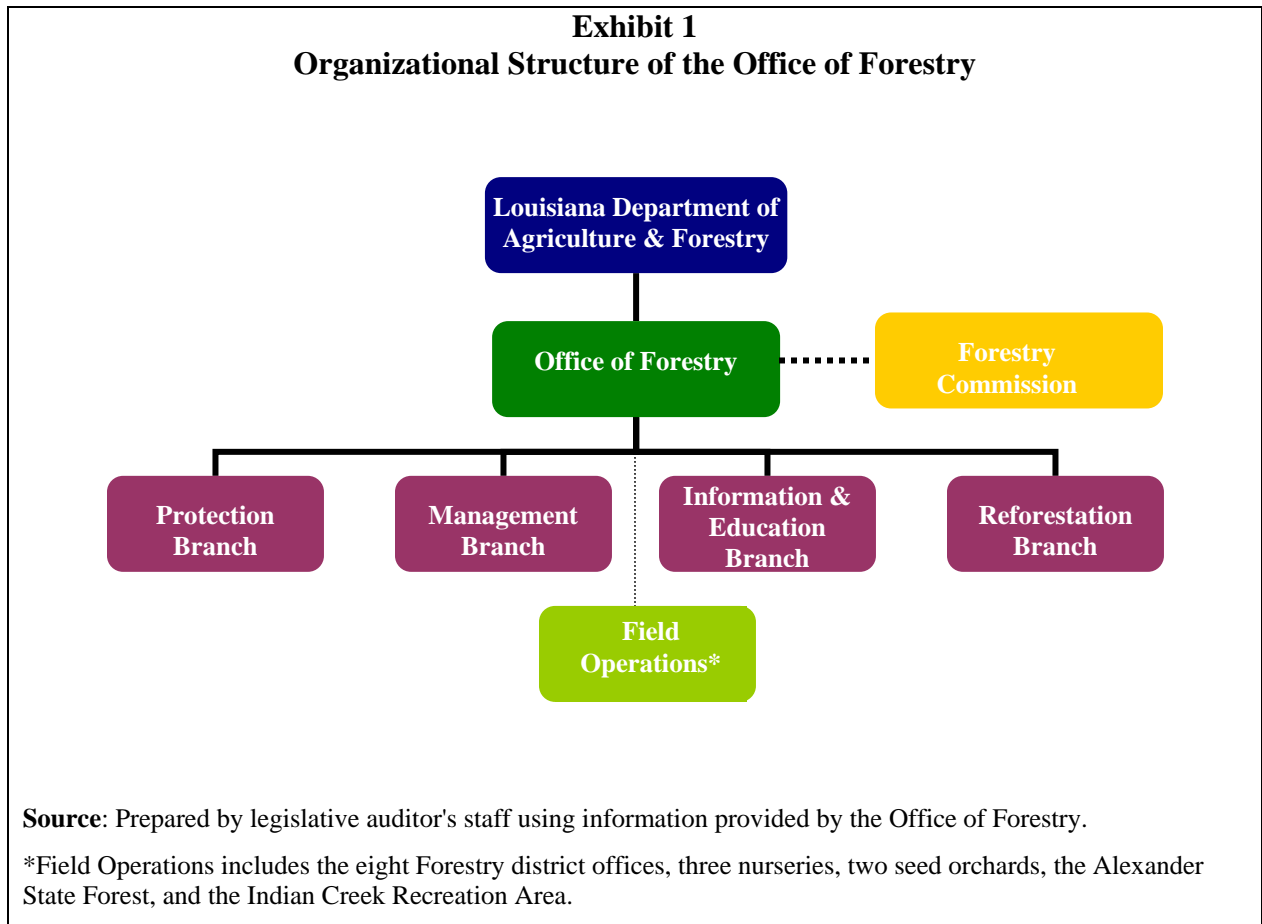 Exhibit 1
Organizational Structure of the Office of Forestry
Louisiana Department of
Agriculture & Forestry
Office of Forestry
Forestry
Commission
Protection
Branch
Management
Branch
Information &
Education
Branch
Reforestation
Branch
Field
Operations*
Source: Prepared by legislative auditor's staff using information provided by the Office of Forestry.
*Field Operations includes the eight Forestry district offices, three nurseries, two seed orchards, the Alexander
State Forest, and the Indian Creek Recreation Area.